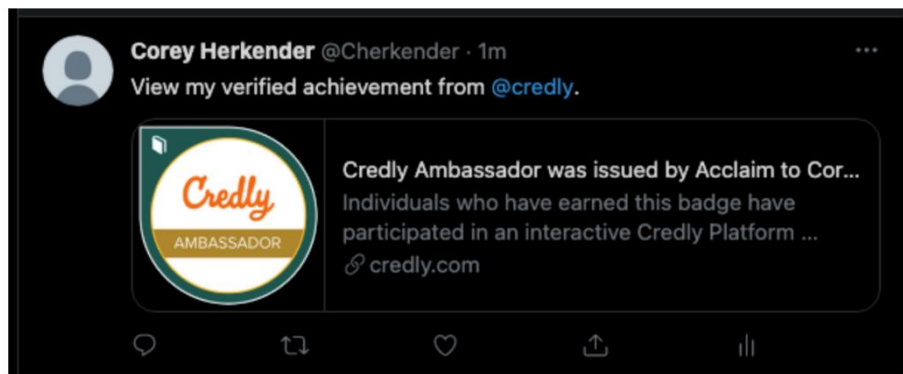 Corey Herkender @Cherkender · 1m
View my verified achievement from @credly.
Credly
AMBASSADOR
Credly Ambassador was issued by Acclaim to Cor...
Individuals who have earned this badge have
participated in an interactive Credly Platform ...
credly.com